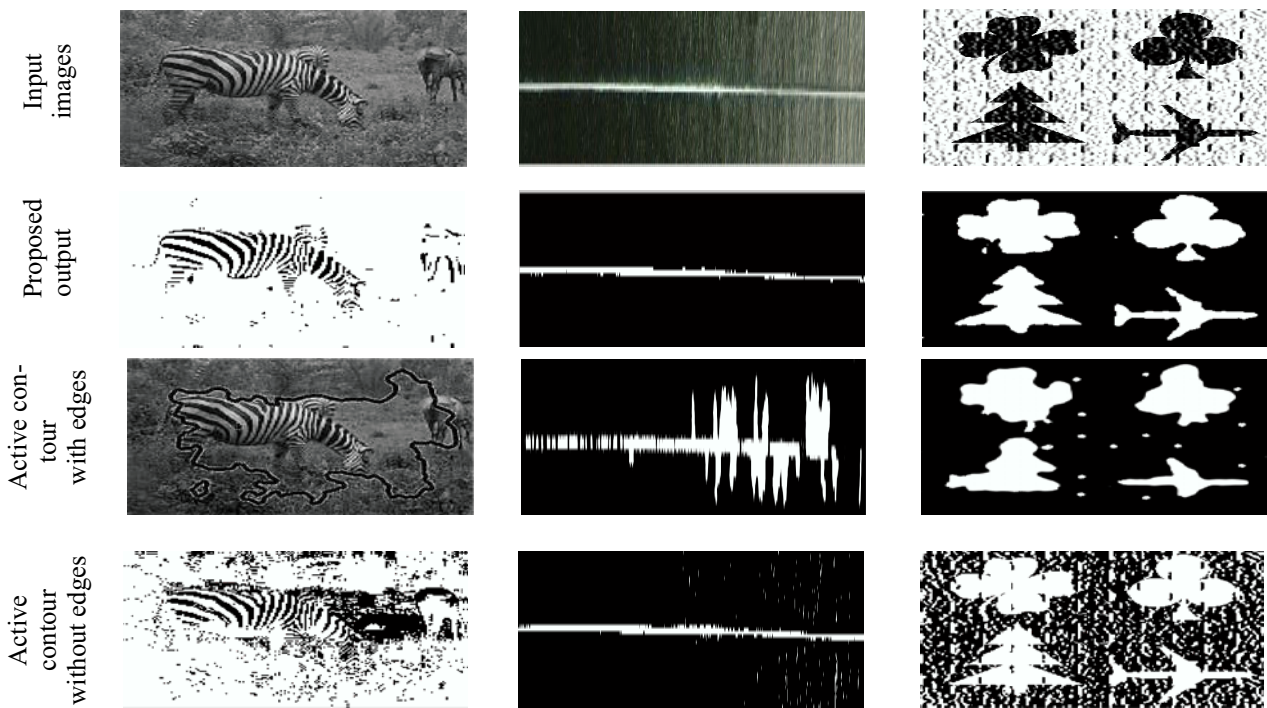 Input
images
Proposed
output
Active con-
tour
with edges
Active
contour
without edges